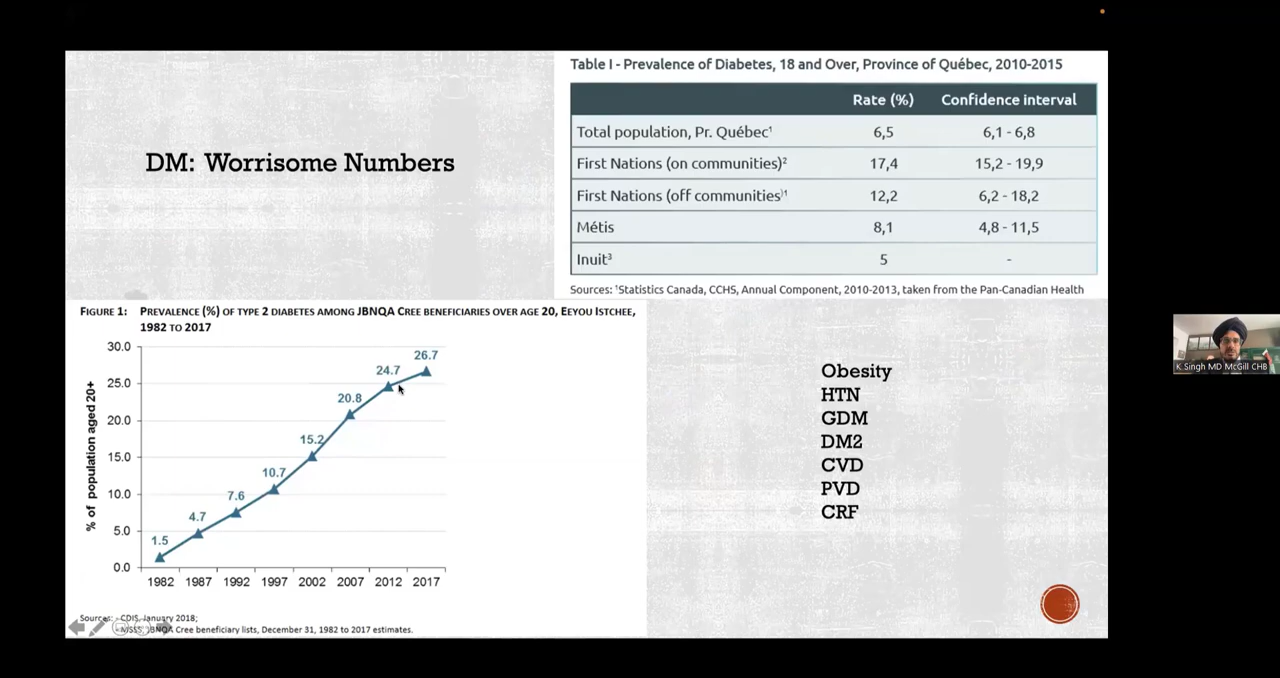 DM: Worrisome Numbers
Table I - Prevalence of Diabetes, 18 and Over, Province of Québec, 2010-2015
Rate (%) Confidence interval
Total population, Pr. Québec¹ 6,5 6,1 - 6,8
First Nations (on communities)² 17,4 15,2 - 19,9
First Nations (off communities)¹ 12,2 6,2 - 18,2
Métis 8,1 4,8 - 11,5
Inuit³ 5 -
Sources: ¹Statistics Canada, CCHS, Annual Component, 2010-2013, taken from the Pan-Canadian Health
FIGURE 1: PREVALENCE (%) OF TYPE 2 DIABETES AMONG JBNQA CREE BENEFICIARIES OVER AGE 20, EEYOU ISTCHEE,
1982 TO 2017
% of population aged 20+
30.0
25.0
20.0
15.0
10.0
5.0
0.0
1.5
4.7
7.6
10.7
15.2
20.8
24.7
26.7
1982 1987 1992 1997 2002 2007 2012 2017
Sources: - CDIS, January 2018;
- MSSS, JBNQA Cree beneficiary lists, December 31, 1982 to 2017 estimates.
Obesity
HTN
GDM
DM2
CVD
PVD
CRF
K Singh MD McGill CHB